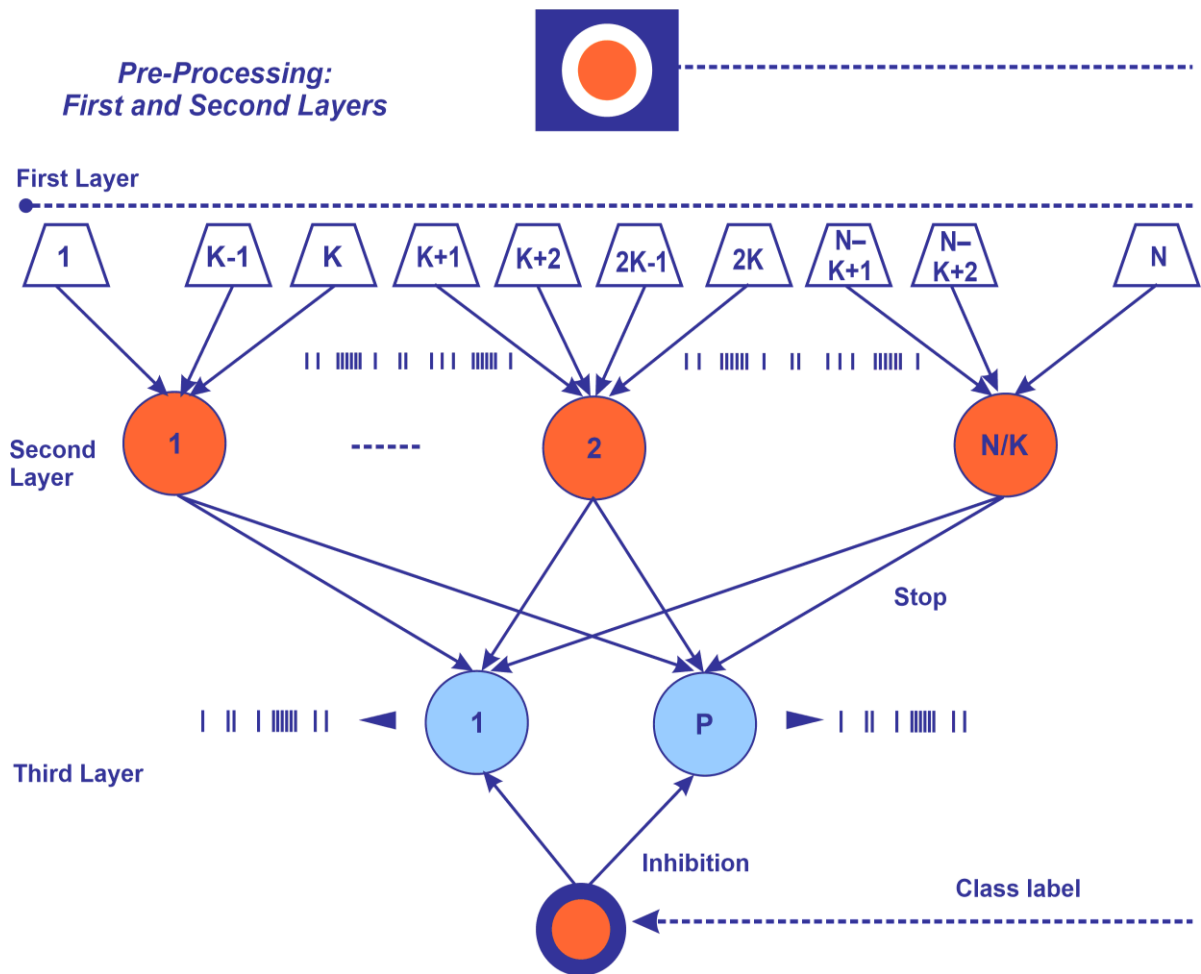 Pre-Processing:
First and Second Layers
First Layer
1
K-1
K
K+1
K+2
2K-1
2K
N–
K+1
N–
K+2
N
Second
Layer
1
2
N/K
Stop
1
P
Third Layer
Inhibition
Class label